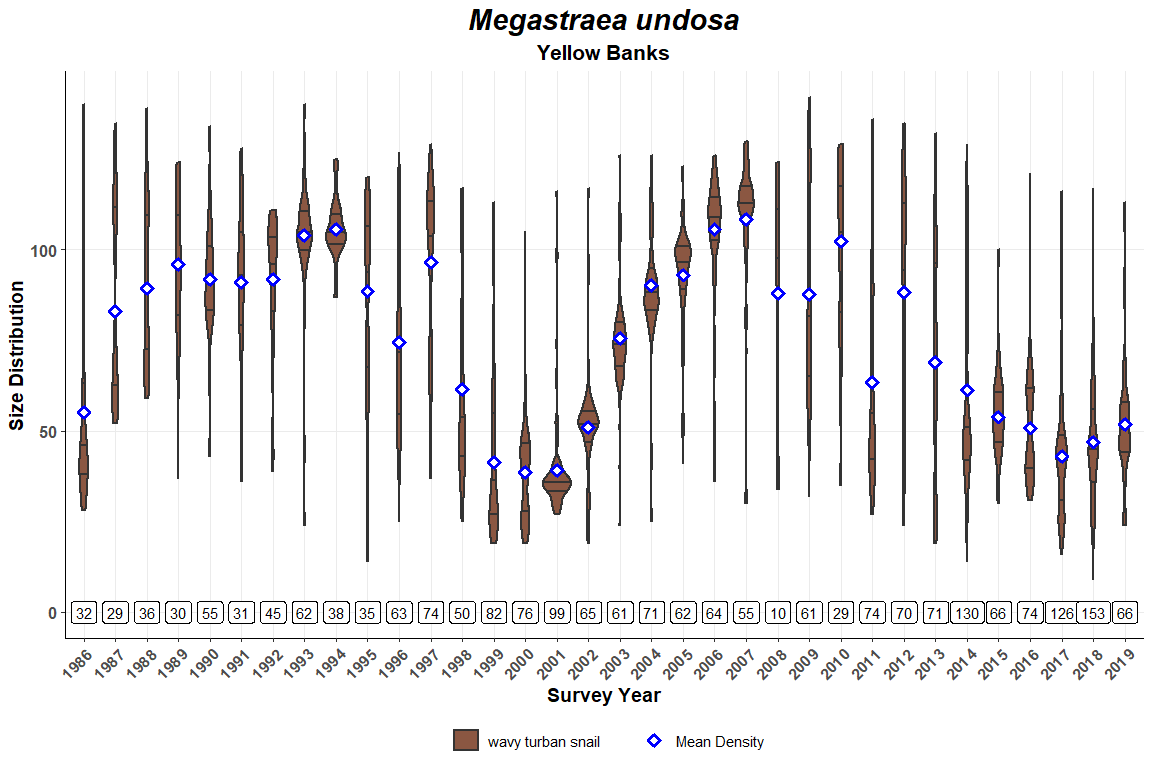 Megastraea undosa
Yellow Banks
Size Distribution
100
50
0
32 29 36 30 55 31 45 62 38 35 63 74 50 82 76 99 65 61 71 62 64 55 10 61 29 74 70 71 130 66 74 126 153 66
1986 1987 1988 1989 1990 1991 1992 1993 1994 1995 1996 1997 1998 1999 2000 2001 2002 2003 2004 2005 2006 2007 2008 2009 2010 2011 2012 2013 2014 2015 2016 2017 2018 2019
Survey Year
wavy turban snail Mean Density